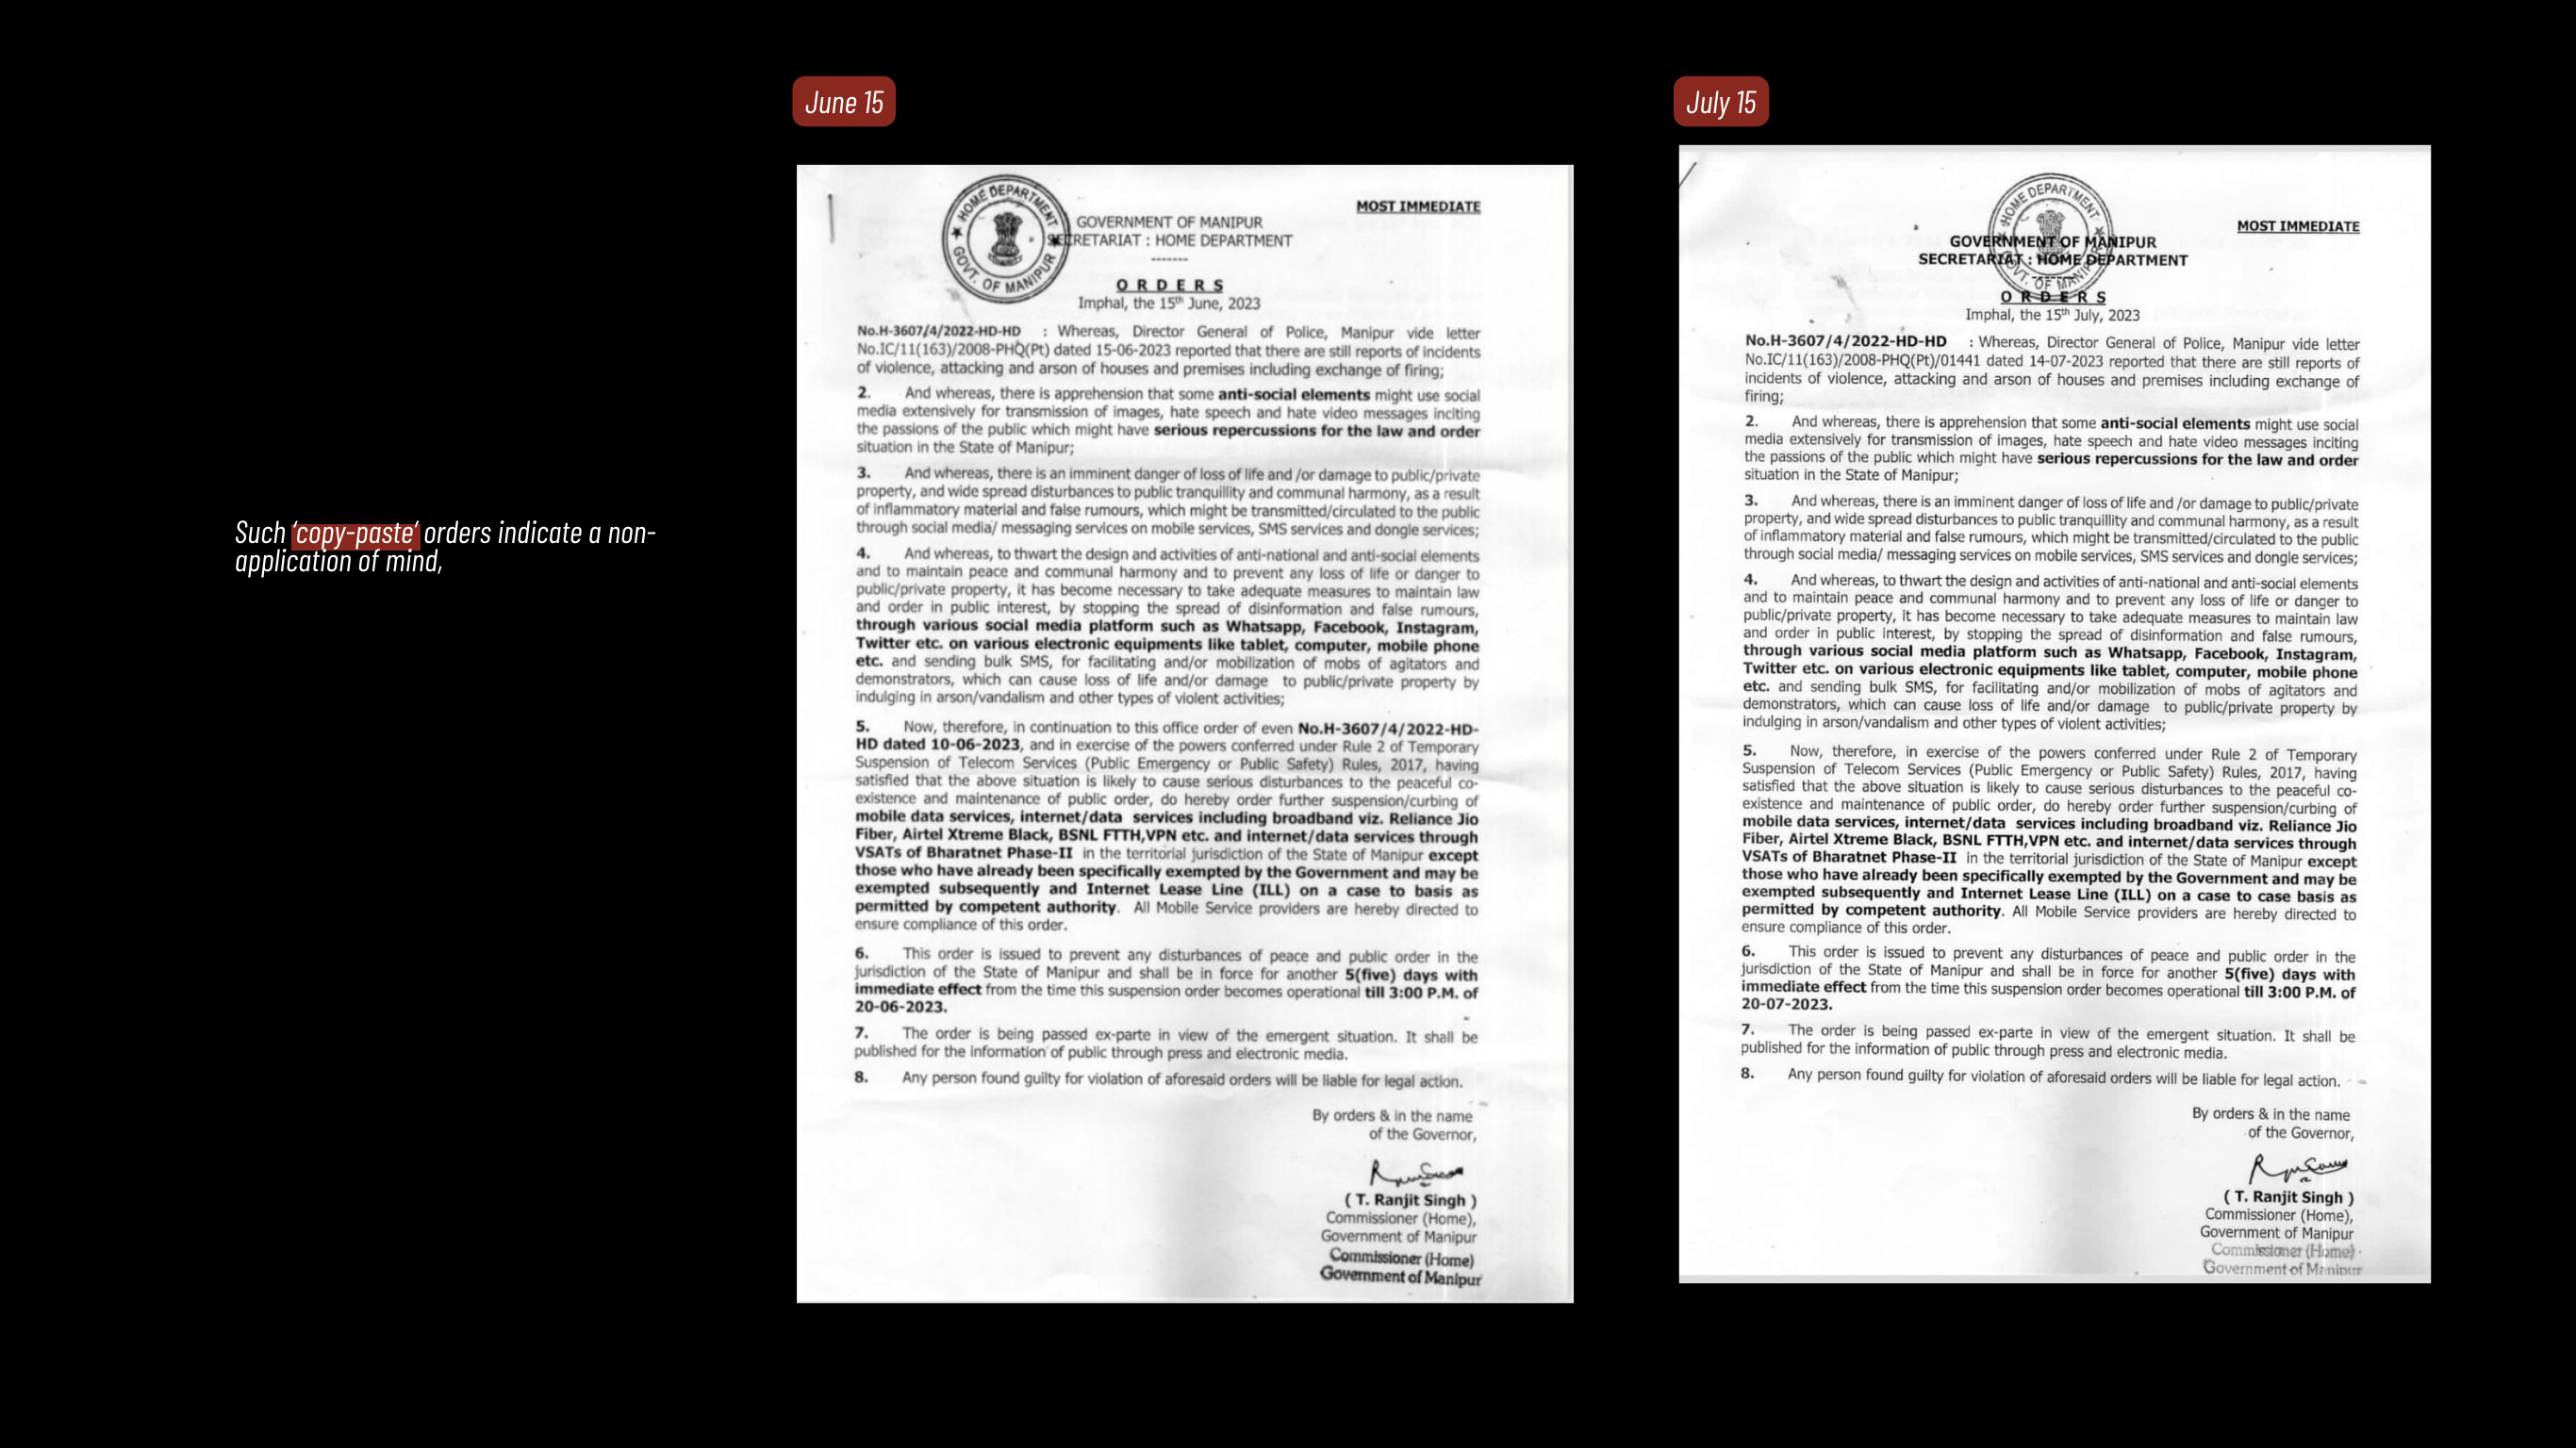 Such ‘copy-paste’ orders indicate a non-
application of mind,
June 15
HOME DEPARTMENT
GOVT. OF MANIPUR
MOST IMMEDIATE
GOVERNMENT OF MANIPUR
SECRETARIAT : HOME DEPARTMENT
-------
O R D E R S
Imphal, the 15th June, 2023
No.H-3607/4/2022-HD-HD : Whereas, Director General of Police, Manipur vide letter
No.IC/11(163)/2008-PHQ(Pt) dated 15-06-2023 reported that there are still reports of incidents
of violence, attacking and arson of houses and premises including exchange of firing;
2. And whereas, there is apprehension that some anti-social elements might use social
media extensively for transmission of images, hate speech and hate video messages inciting
the passions of the public which might have serious repercussions for the law and order
situation in the State of Manipur;
3. And whereas, there is an imminent danger of loss of life and /or damage to public/private
property, and wide spread disturbances to public tranquillity and communal harmony, as a result
of inflammatory material and false rumours, which might be transmitted/circulated to the public
through social media/ messaging services on mobile services, SMS services and dongle services;
4. And whereas, to thwart the design and activities of anti-national and anti-social elements
and to maintain peace and communal harmony and to prevent any loss of life or danger to
public/private property, it has become necessary to take adequate measures to maintain law
and order in public interest, by stopping the spread of disinformation and false rumours,
through various social media platform such as Whatsapp, Facebook, Instagram,
Twitter etc. on various electronic equipments like tablet, computer, mobile phone
etc. and sending bulk SMS, for facilitating and/or mobilization of mobs of agitators and
demonstrators, which can cause loss of life and/or damage to public/private property by
indulging in arson/vandalism and other types of violent activities;
5. Now, therefore, in continuation to this office order of even No.H-3607/4/2022-HD-
HD dated 10-06-2023, and in exercise of the powers conferred under Rule 2 of Temporary
Suspension of Telecom Services (Public Emergency or Public Safety) Rules, 2017, having
satisfied that the above situation is likely to cause serious disturbances to the peaceful co-
existence and maintenance of public order, do hereby order further suspension/curbing of
mobile data services, internet/data services including broadband viz. Reliance Jio
Fiber, Airtel Xtreme Black, BSNL FTTH,VPN etc. and internet/data services through
VSATs of Bharatnet Phase-II in the territorial jurisdiction of the State of Manipur except
those who have already been specifically exempted by the Government and may be
exempted subsequently and Internet Lease Line (ILL) on a case to basis as
permitted by competent authority. All Mobile Service providers are hereby directed to
ensure compliance of this order.
6. This order is issued to prevent any disturbances of peace and public order in the
jurisdiction of the State of Manipur and shall be in force for another 5(five) days with
immediate effect from the time this suspension order becomes operational till 3:00 P.M. of
20-06-2023.
7. The order is being passed ex-parte in view of the emergent situation. It shall be
published for the information of public through press and electronic media.
8. Any person found guilty for violation of aforesaid orders will be liable for legal action.
By orders & in the name
of the Governor,
( T. Ranjit Singh )
Commissioner (Home),
Government of Manipur
Commissioner (Home)
Government of Manipur
July 15
HOME DEPARTMENT
GOVT. OF MANIPUR
MOST IMMEDIATE
GOVERNMENT OF MANIPUR
SECRETARIAT : HOME DEPARTMENT
-------
O R D E R S
Imphal, the 15th July, 2023
No.H-3607/4/2022-HD-HD : Whereas, Director General of Police, Manipur vide letter
No.IC/11(163)/2008-PHQ(Pt)/01441 dated 14-07-2023 reported that there are still reports of
incidents of violence, attacking and arson of houses and premises including exchange of
firing;
2. And whereas, there is apprehension that some anti-social elements might use social
media extensively for transmission of images, hate speech and hate video messages inciting
the passions of the public which might have serious repercussions for the law and order
situation in the State of Manipur;
3. And whereas, there is an imminent danger of loss of life and /or damage to public/private
property, and wide spread disturbances to public tranquillity and communal harmony, as a result
of inflammatory material and false rumours, which might be transmitted/circulated to the public
through social media/ messaging services on mobile services, SMS services and dongle services;
4. And whereas, to thwart the design and activities of anti-national and anti-social elements
and to maintain peace and communal harmony and to prevent any loss of life or danger to
public/private property, it has become necessary to take adequate measures to maintain law
and order in public interest, by stopping the spread of disinformation and false rumours,
through various social media platform such as Whatsapp, Facebook, Instagram,
Twitter etc. on various electronic equipments like tablet, computer, mobile phone
etc. and sending bulk SMS, for facilitating and/or mobilization of mobs of agitators and
demonstrators, which can cause loss of life and/or damage to public/private property by
indulging in arson/vandalism and other types of violent activities;
5. Now, therefore, in exercise of the powers conferred under Rule 2 of Temporary
Suspension of Telecom Services (Public Emergency or Public Safety) Rules, 2017, having
satisfied that the above situation is likely to cause serious disturbances to the peaceful co-
existence and maintenance of public order, do hereby order further suspension/curbing of
mobile data services, internet/data services including broadband viz. Reliance Jio
Fiber, Airtel Xtreme Black, BSNL FTTH,VPN etc. and internet/data services through
VSATs of Bharatnet Phase-II in the territorial jurisdiction of the State of Manipur except
those who have already been specifically exempted by the Government and may be
exempted subsequently and Internet Lease Line (ILL) on a case to case basis as
permitted by competent authority. All Mobile Service providers are hereby directed to
ensure compliance of this order.
6. This order is issued to prevent any disturbances of peace and public order in the
jurisdiction of the State of Manipur and shall be in force for another 5(five) days with
immediate effect from the time this suspension order becomes operational till 3:00 P.M. of
20-07-2023.
7. The order is being passed ex-parte in view of the emergent situation. It shall be
published for the information of public through press and electronic media.
8. Any person found guilty for violation of aforesaid orders will be liable for legal action.
By orders & in the name
of the Governor,
( T. Ranjit Singh )
Commissioner (Home),
Government of Manipur
Commissioner (Home)
Government of Manipur